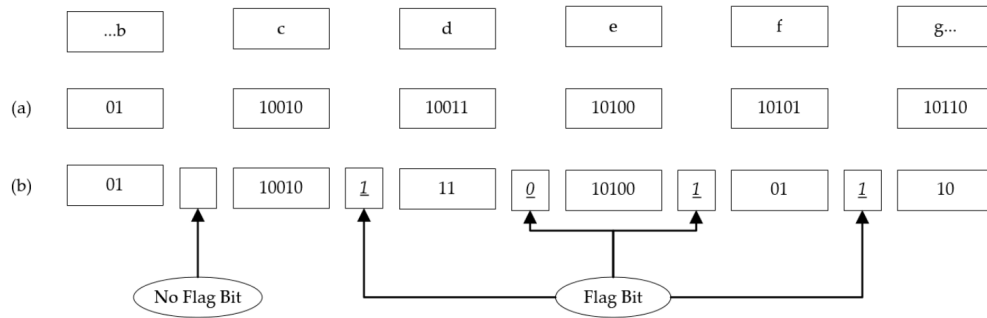 ...b c d e f g...
(a) 01 10010 10011 10100 10101 10110
(b) 01 10010 1 11 0 10100 1 01 1 10
No Flag Bit Flag Bit